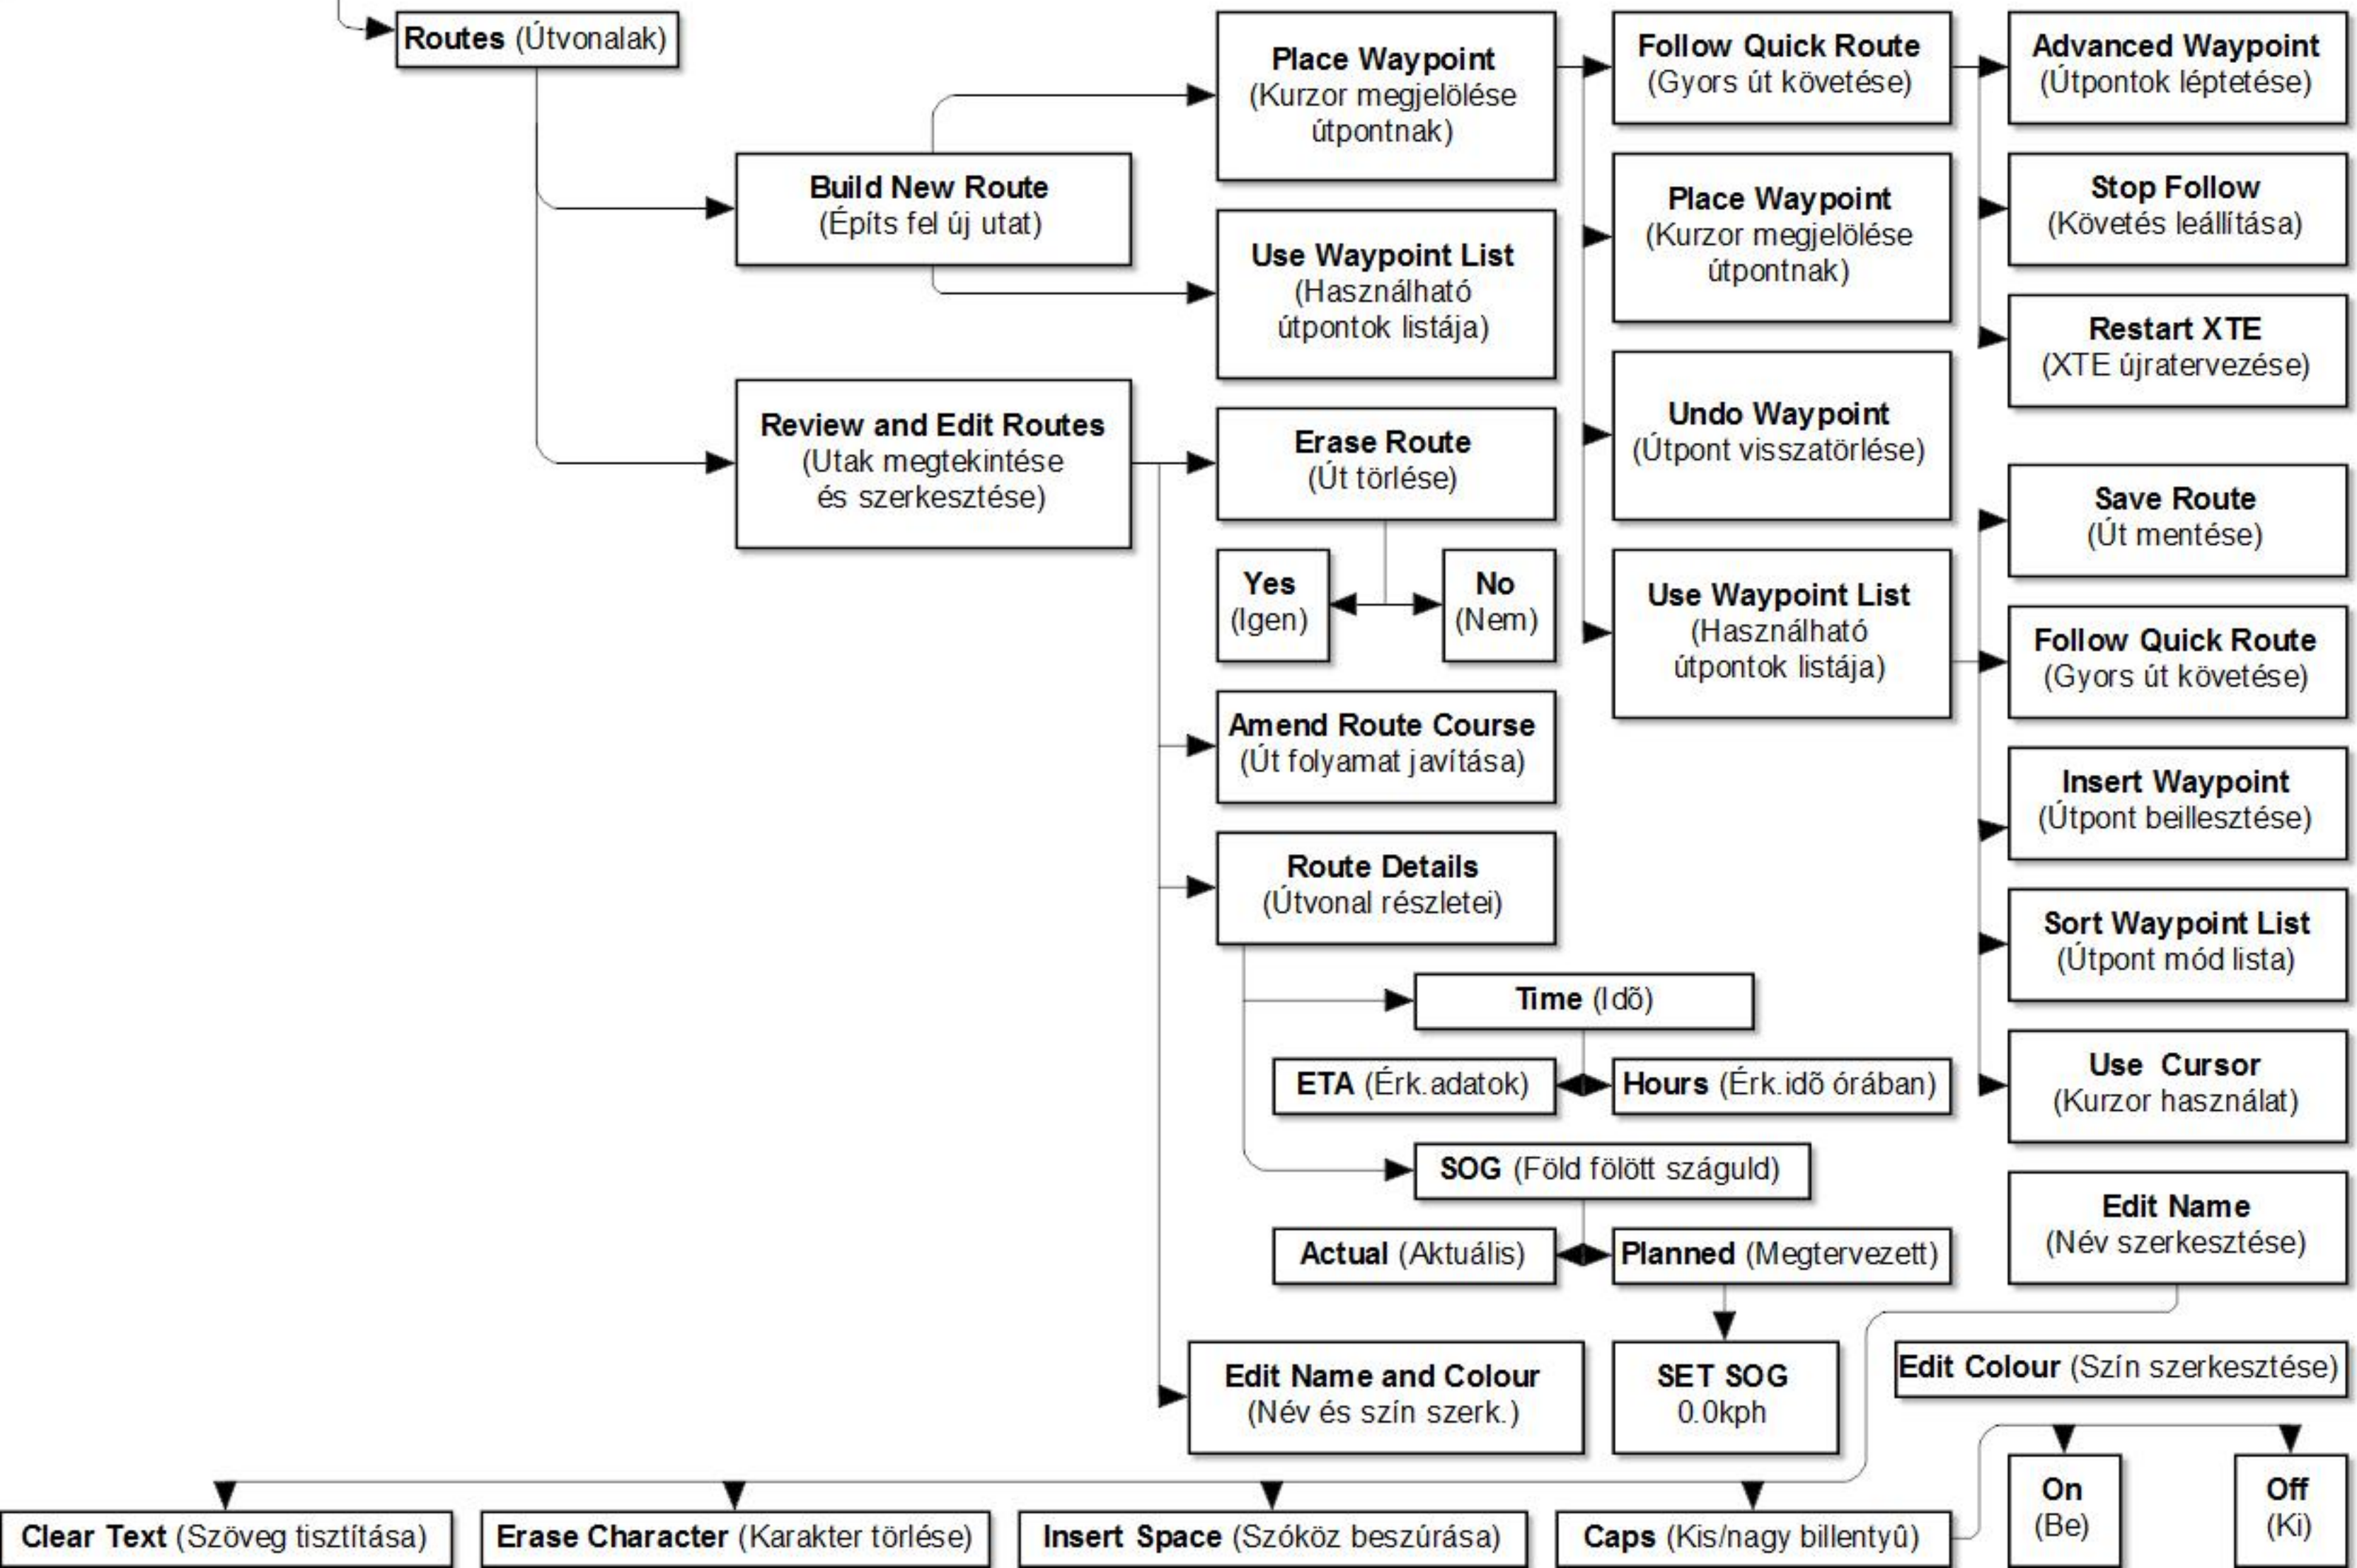 Routes (Útvonalak)
Build New Route
(Építs fel új utat)
Review and Edit Routes
(Utak megtekintése
és szerkesztése)
Place Waypoint
(Kurzor megjelölése
útpontnak)
Use Waypoint List
(Használható
útpontok listája)
Erase Route
(Út törlése)
Yes
(Igen)
No
(Nem)
Amend Route Course
(Út folyamat javítása)
Route Details
(Útvonal részletei)
Time (Idõ)
ETA (Érk.adatok)
Hours (Érk.idõ órában)
SOG (Föld fölött száguld)
Actual (Aktuális)
Planned (Megtervezett)
SET SOG
0.0kph
Edit Name and Colour
(Név és szín szerk.)
Follow Quick Route
(Gyors út követése)
Place Waypoint
(Kurzor megjelölése
útpontnak)
Undo Waypoint
(Útpont visszatörlése)
Use Waypoint List
(Használható
útpontok listája)
Advanced Waypoint
(Útpontok léptetése)
Stop Follow
(Követés leállítása)
Restart XTE
(XTE újratervezése)
Save Route
(Út mentése)
Follow Quick Route
(Gyors út követése)
Insert Waypoint
(Útpont beillesztése)
Sort Waypoint List
(Útpont mód lista)
Use Cursor
(Kurzor használat)
Edit Name
(Név szerkesztése)
Edit Colour (Szín szerkesztése)
Clear Text (Szöveg tisztítása)
Erase Character (Karakter törlése)
Insert Space (Szóköz beszúrása)
Caps (Kis/nagy billentyû)
On
(Be)
Off
(Ki)